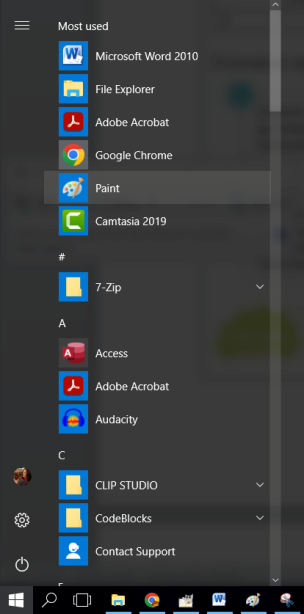 Most used
Microsoft Word 2010
File Explorer
Adobe Acrobat
Google Chrome
Paint
Camtasia 2019
#
7-Zip
A
Access
Adobe Acrobat
Audacity
C
CLIP STUDIO
CodeBlocks
Contact Support